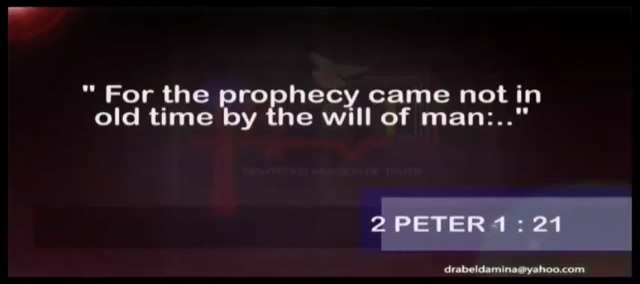 " For the prophecy came not in
old time by the will of man:.."
2 PETER 1 : 21
drabeldamina@yahoo.com